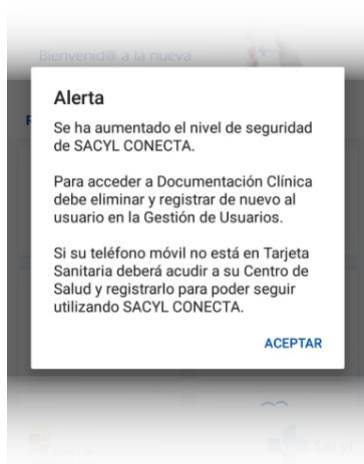 Bienvenid@ a la nueva
Alerta
Se ha aumentado el nivel de seguridad
de SACYL CONECTA.
Para acceder a Documentación Clínica
debe eliminar y registrar de nuevo al
usuario en la Gestión de Usuarios.
Si su teléfono móvil no está en Tarjeta
Sanitaria deberá acudir a su Centro de
Salud y registrarlo para poder seguir
utilizando SACYL CONECTA.
ACEPTAR
Sacyl